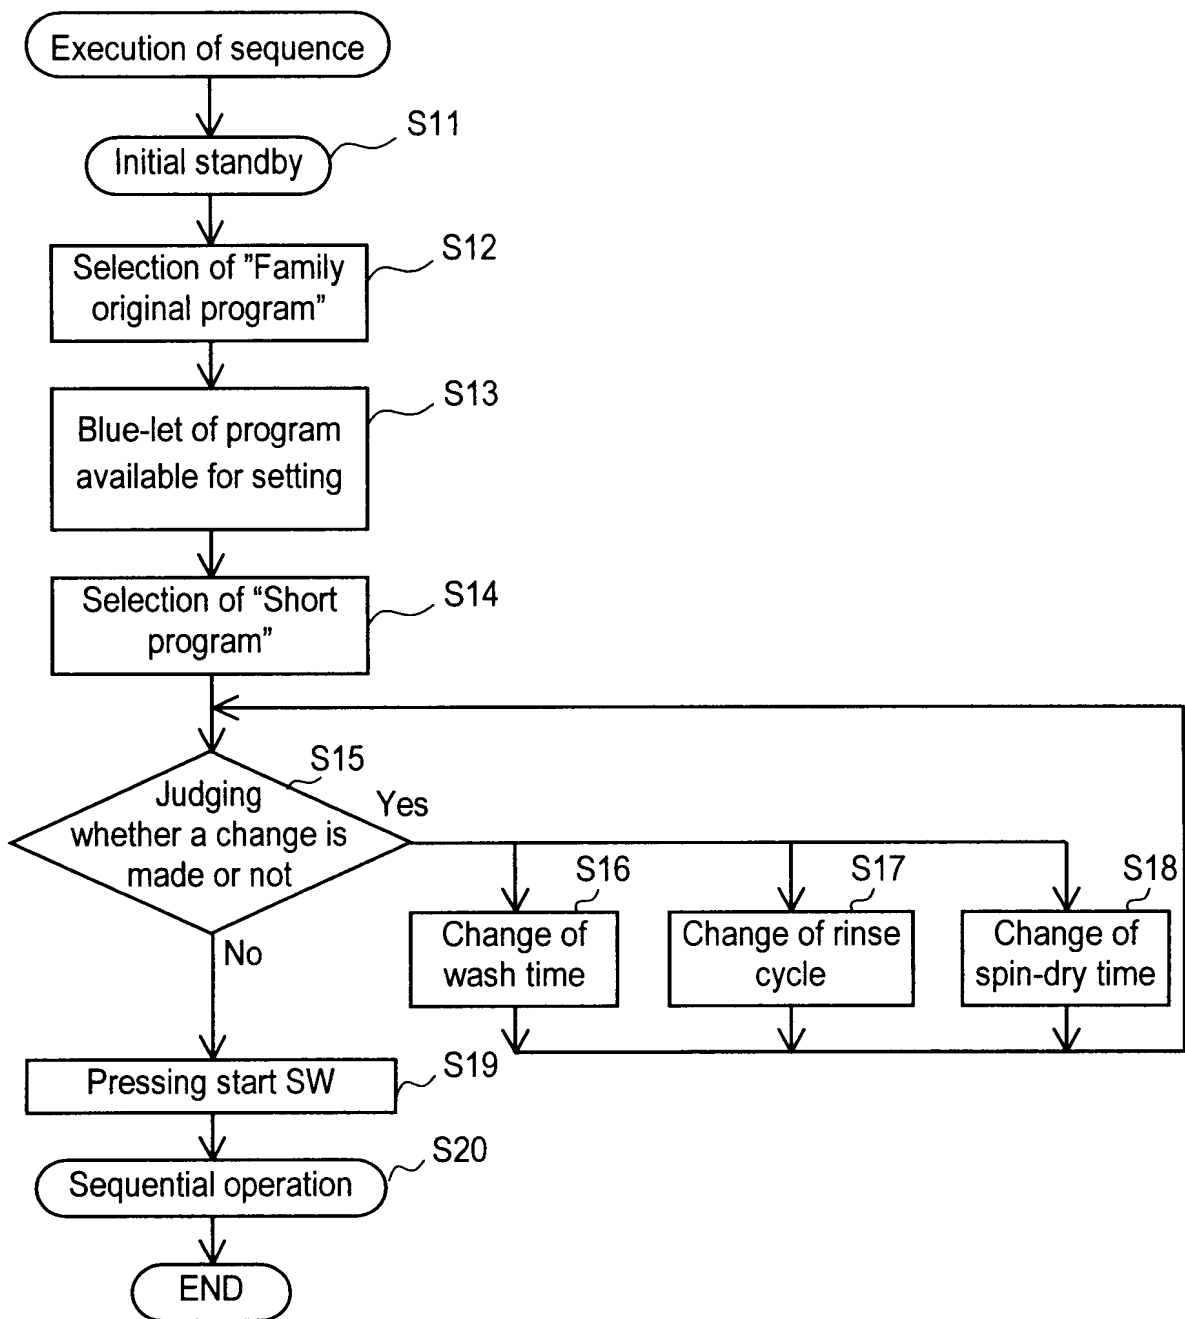 Execution of sequence
S11
Initial standby
S12
Selection of "Family
original program”
S13
Blue-let of program
available for setting
S14
Selection of “Short
program”
S15
Judging
whether a change is
made or not
Yes
No
S16
Change of
wash time
S17
Change of rinse
cycle
S18
Change of
spin-dry time
S19
Pressing start SW
S20
Sequential operation
END